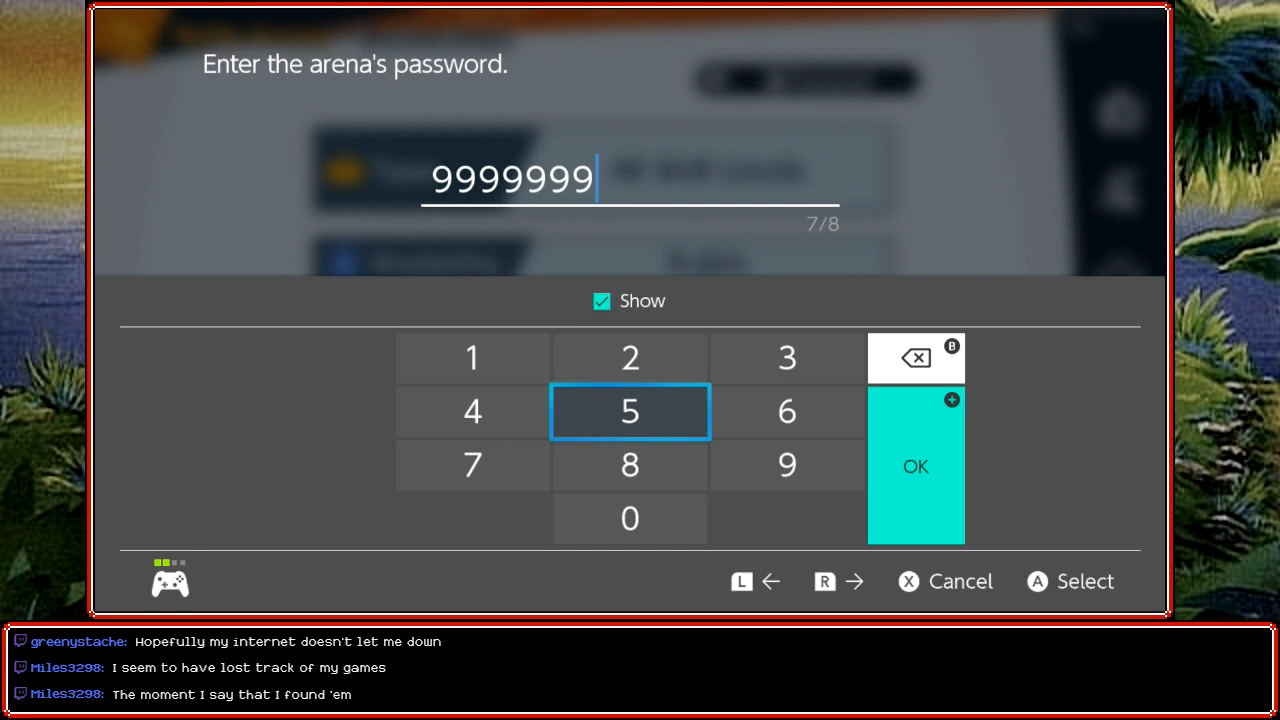 Enter the arena's password.
9999999
7/8
Show
1 2 3 B
4 5 6 +
7 8 9 OK
0
L ← R → X Cancel A Select
greenystache: Hopefully my internet doesn't let me down
Miles3298: I seem to have lost track of my games
Miles3298: The moment I say that I found 'em